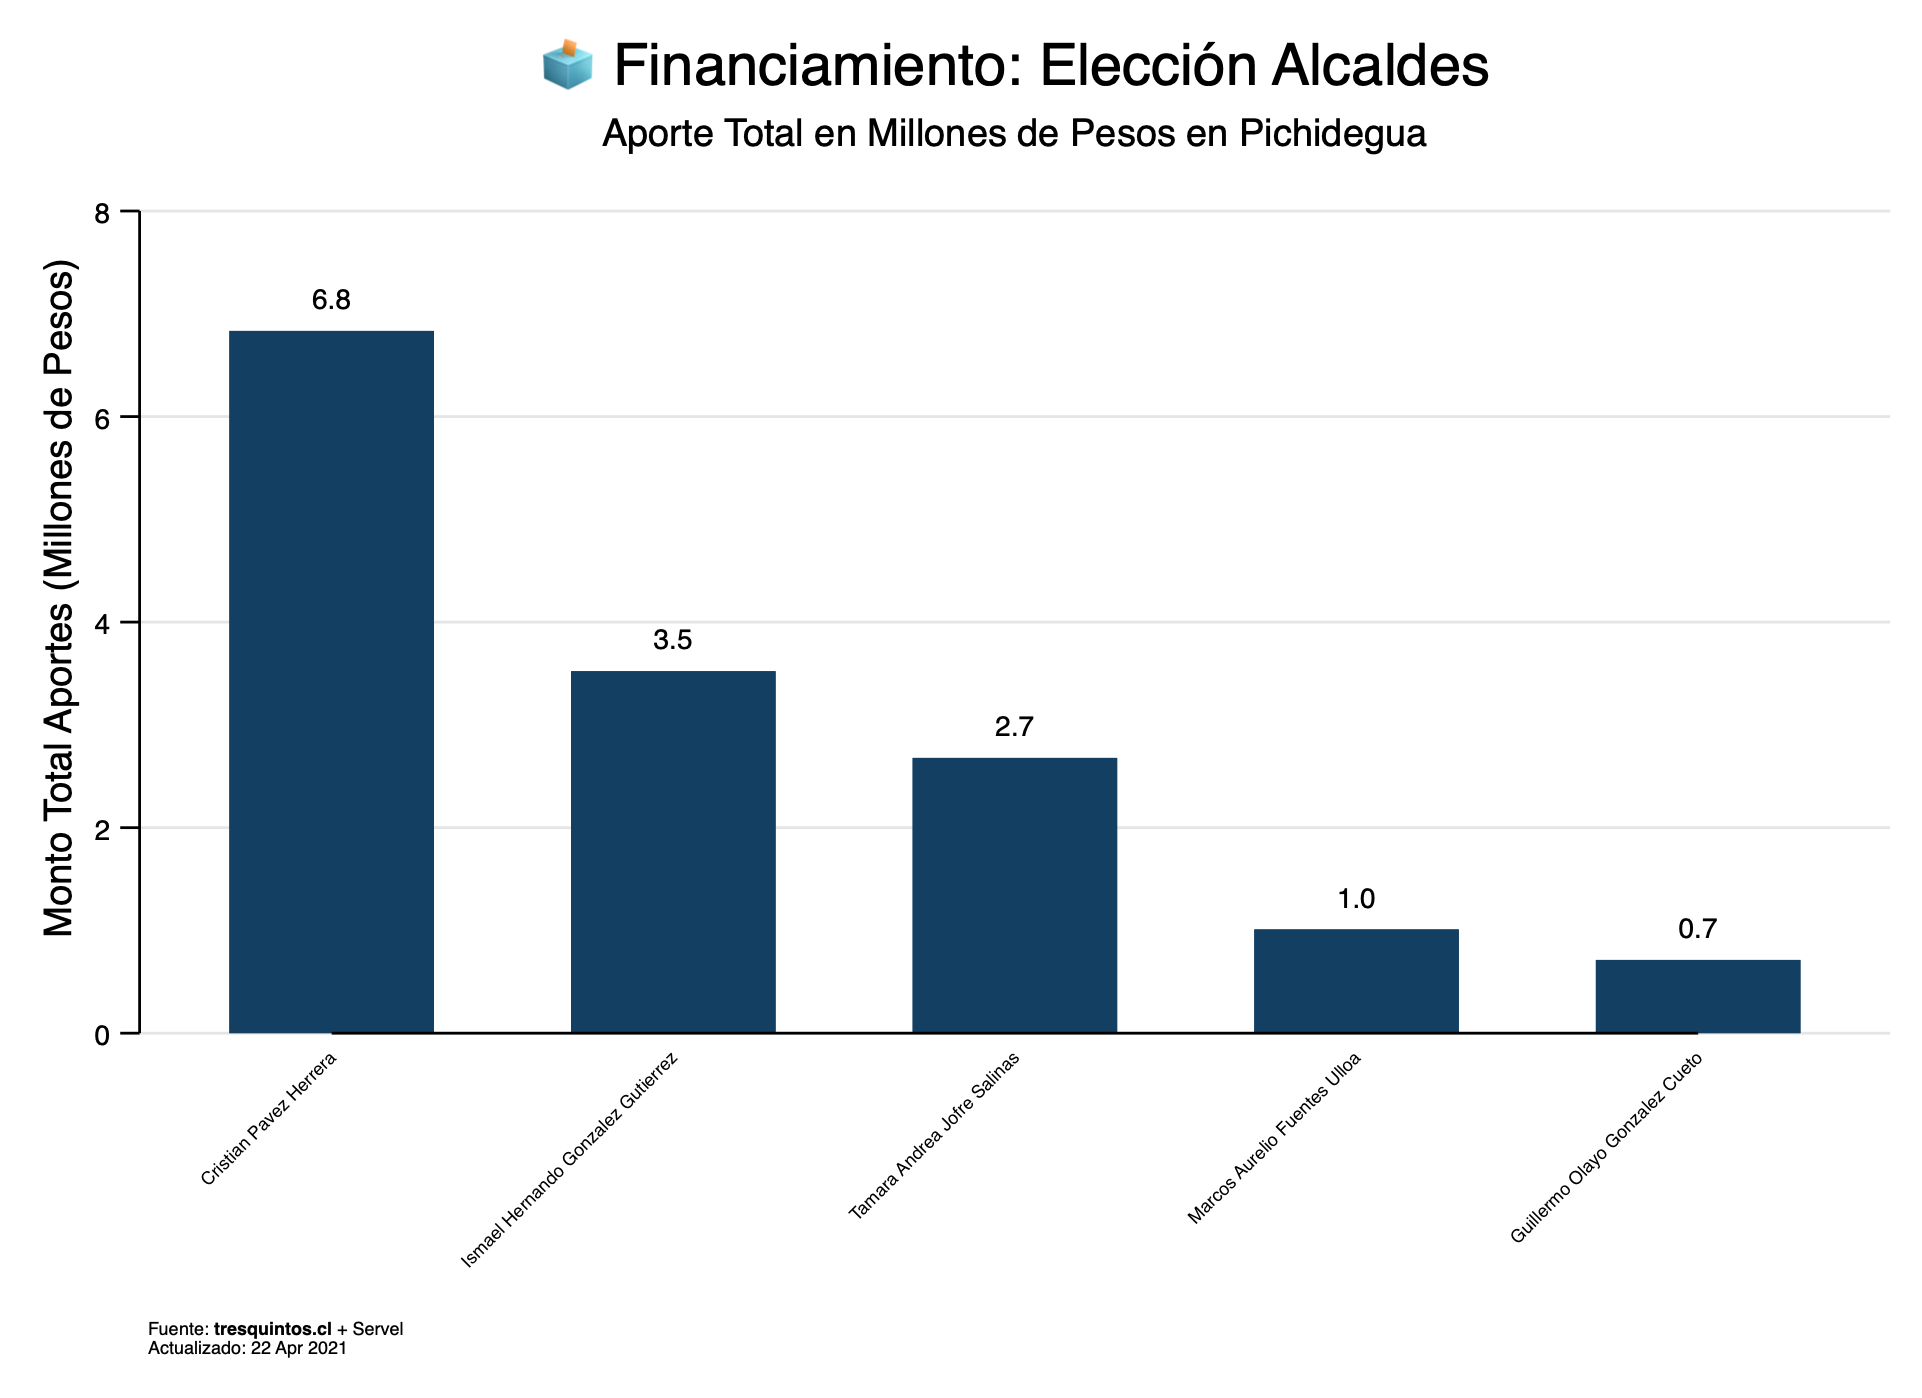 Financiamiento: Elección Alcaldes
Aporte Total en Millones de Pesos en Pichidegua
Monto Total Aportes (Millones de Pesos)
8
6
4
2
0
6.8
3.5
2.7
1.0
0.7
Cristian Pavez Herrera
Ismael Hernando Gonzalez Gutierrez
Tamara Andrea Jofre Salinas
Marcos Aurelio Fuentes Ulloa
Guillermo Olayo Gonzalez Cueto
Fuente: tresquintos.cl + Servel
Actualizado: 22 Apr 2021